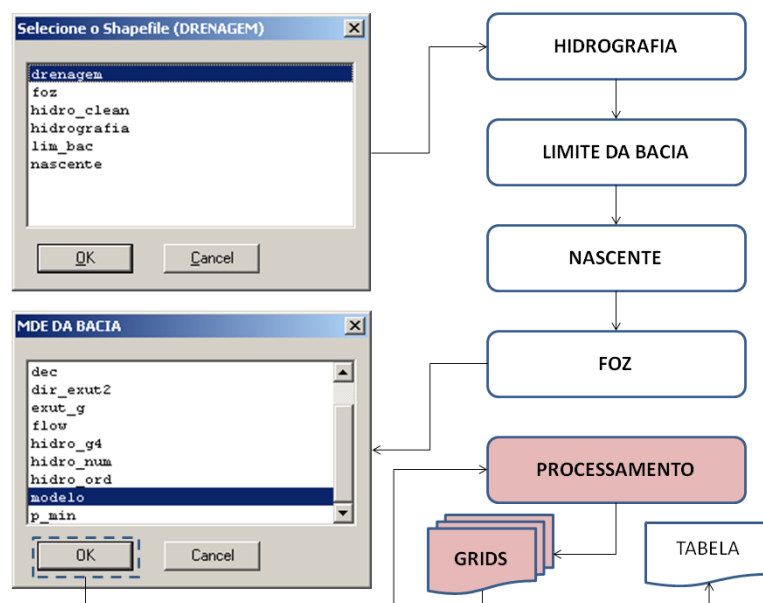 Selecione o Shapefile (DRENAGEM)
drenagem
foz
hidro_clean
hidrografia
lim_bac
nascente
OK
Cancel
HIDROGRAFIA
LIMITE DA BACIA
NASCENTE
FOZ
MDE DA BACIA
dec
dir_exut2
exut_g
flow
hidro_g4
hidro_num
hidro_ord
modelo
p_min
OK
Cancel
PROCESSAMENTO
GRIDS
TABELA